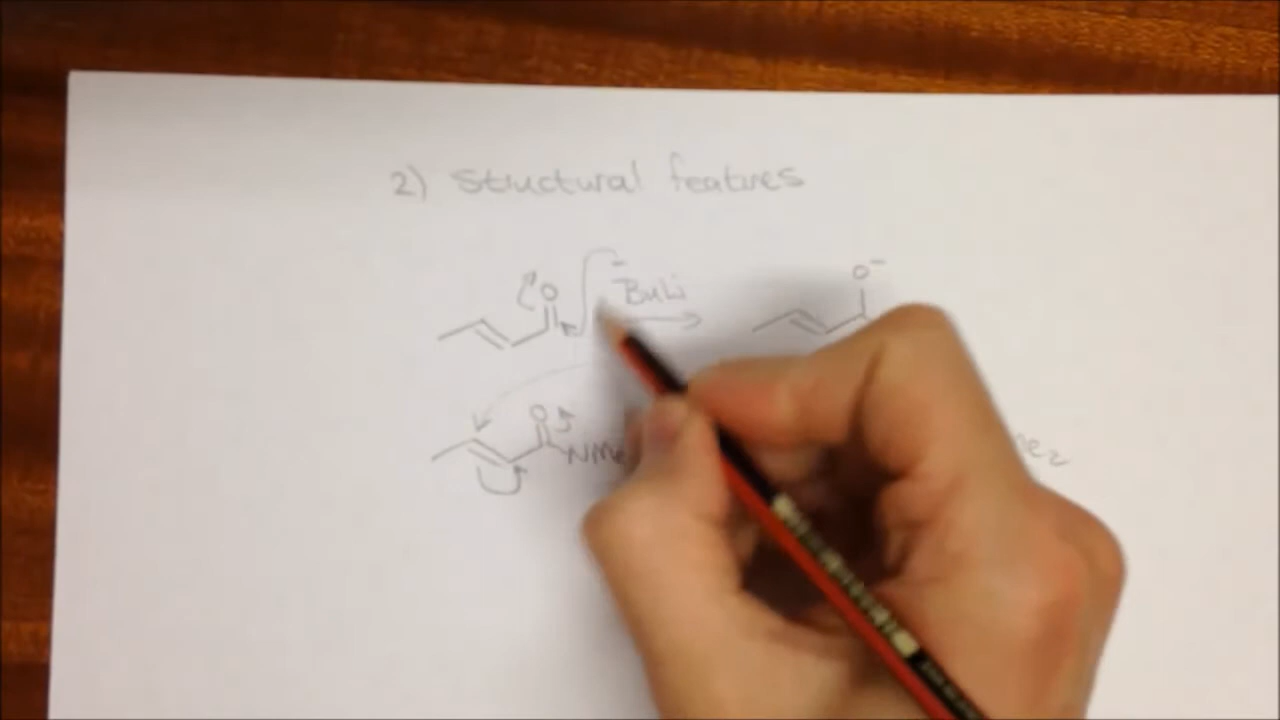 2) Structural features
O BuLi O⁻
O
NMe